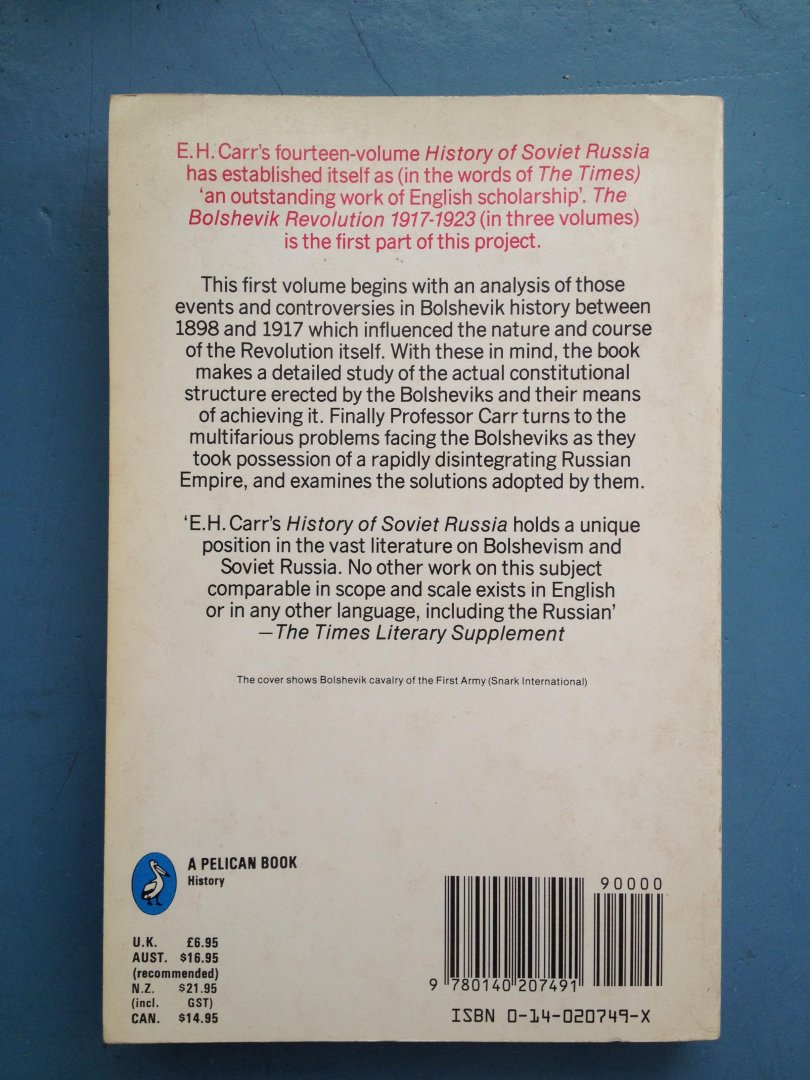 E.H. Carr's fourteen-volume History of Soviet Russia
has established itself as (in the words of The Times)
'an outstanding work of English scholarship'. The
Bolshevik Revolution 1917-1923 (in three volumes)
is the first part of this project.
This first volume begins with an analysis of those
events and controversies in Bolshevik history between
1898 and 1917 which influenced the nature and course
of the Revolution itself. With these in mind, the book
makes a detailed study of the actual constitutional
structure erected by the Bolsheviks and their means
of achieving it. Finally Professor Carr turns to the
multifarious problems facing the Bolsheviks as they
took possession of a rapidly disintegrating Russian
Empire, and examines the solutions adopted by them.
'E.H. Carr's History of Soviet Russia holds a unique
position in the vast literature on Bolshevism and
Soviet Russia. No other work on this subject
comparable in scope and scale exists in English
or in any other language, including the Russian'
—The Times Literary Supplement
The cover shows Bolshevik cavalry of the First Army (Snark International)
A PELICAN BOOK
History
U.K. £6.95
AUST. $16.95
(recommended)
N.Z. $21.95
(incl. GST)
CAN. $14.95
90000
9 780140 207491
ISBN 0-14-020749-X